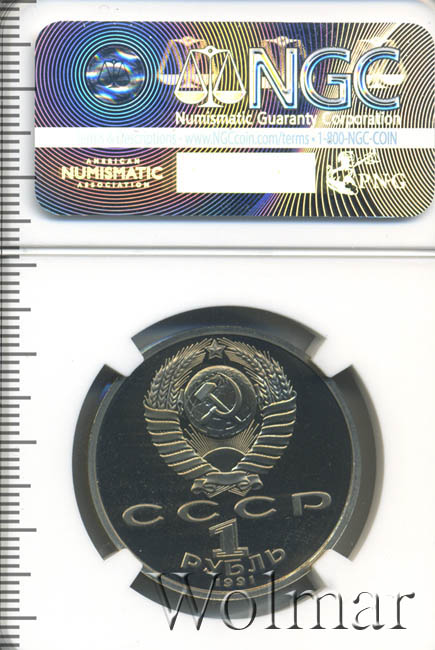 NGC
Numismatic Guaranty Corporation
www.NGCcoin.com/terms • 1-800-NGC-COIN
AMERICAN
NUMISMATIC
ASSOCIATION
PNG
СССР
1
РУБЛЬ
1991
Wolmar